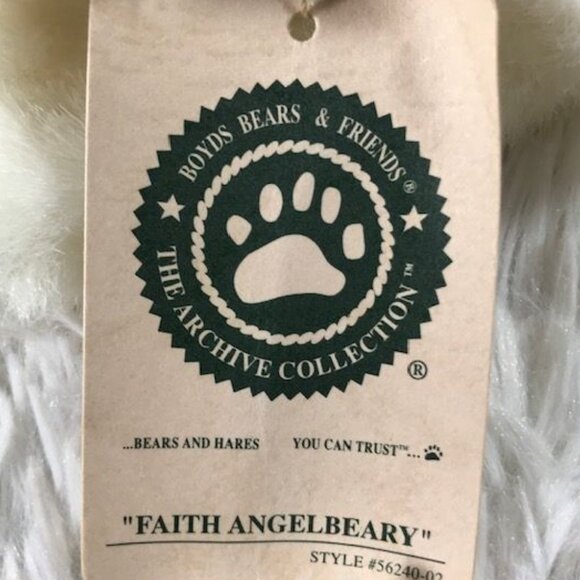 BOYDS BEARS & FRIENDS®
THE ARCHIVE COLLECTION™
®
...BEARS AND HARES YOU CAN TRUST™...
"FAITH ANGELBEARY"
STYLE #56240-02